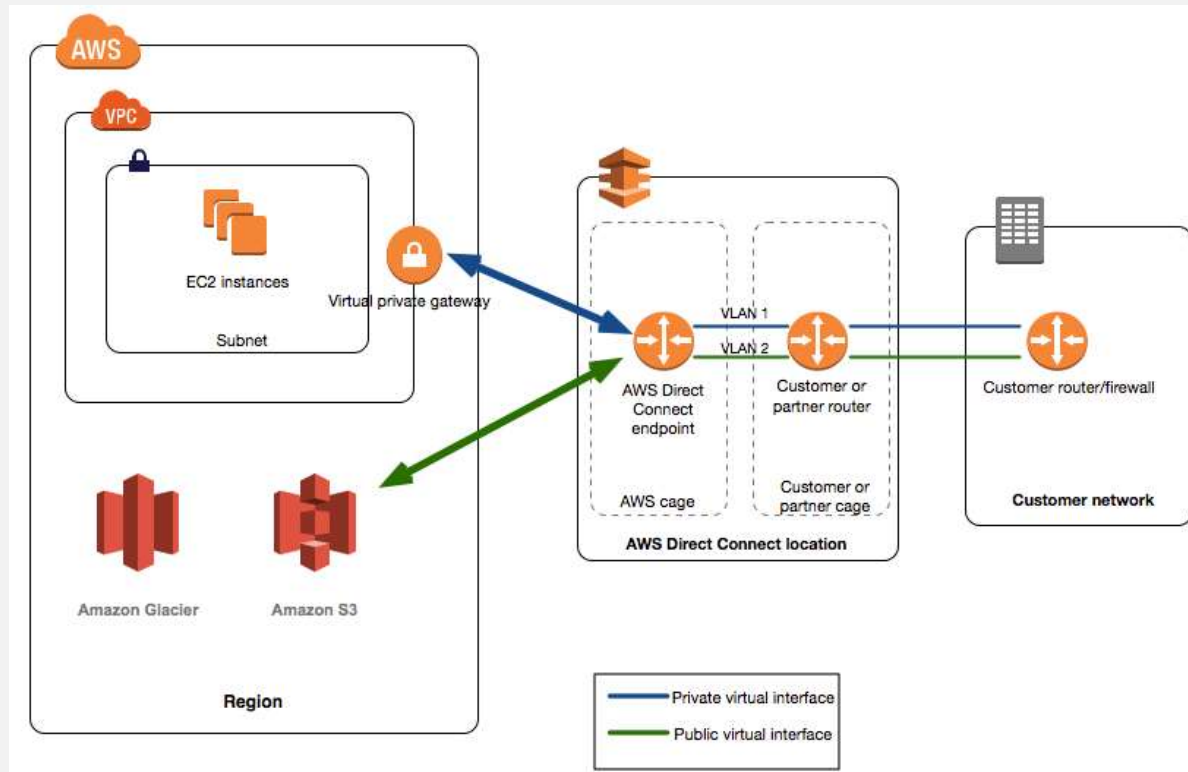 AWS
VPC
EC2 instances
Subnet
Virtual private gateway
Amazon Glacier
Amazon S3
Region
VLAN 1
VLAN 2
AWS Direct
Connect
endpoint
Customer or
partner router
AWS cage
Customer or
partner cage
AWS Direct Connect location
Customer router/firewall
Customer network
Private virtual interface
Public virtual interface